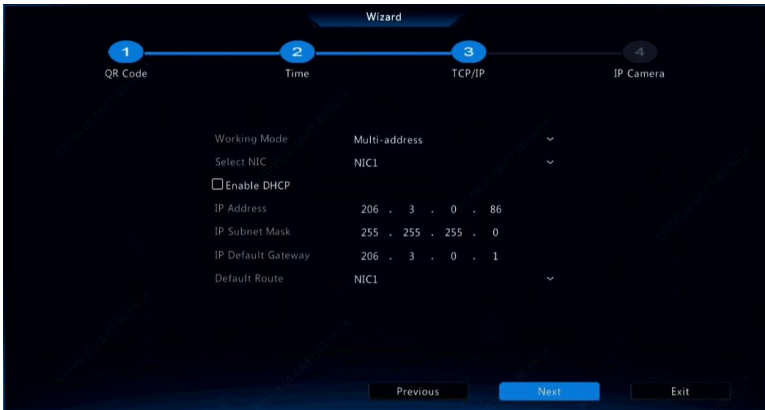 Wizard
1 2 3 4
QR Code Time TCP/IP IP Camera
Working Mode Multi-address
Select NIC NIC1
Enable DHCP
IP Address 206 . 3 . 0 . 86
IP Subnet Mask 255 . 255 . 255 . 0
IP Default Gateway 206 . 3 . 0 . 1
Default Route NIC1
Previous Next Exit